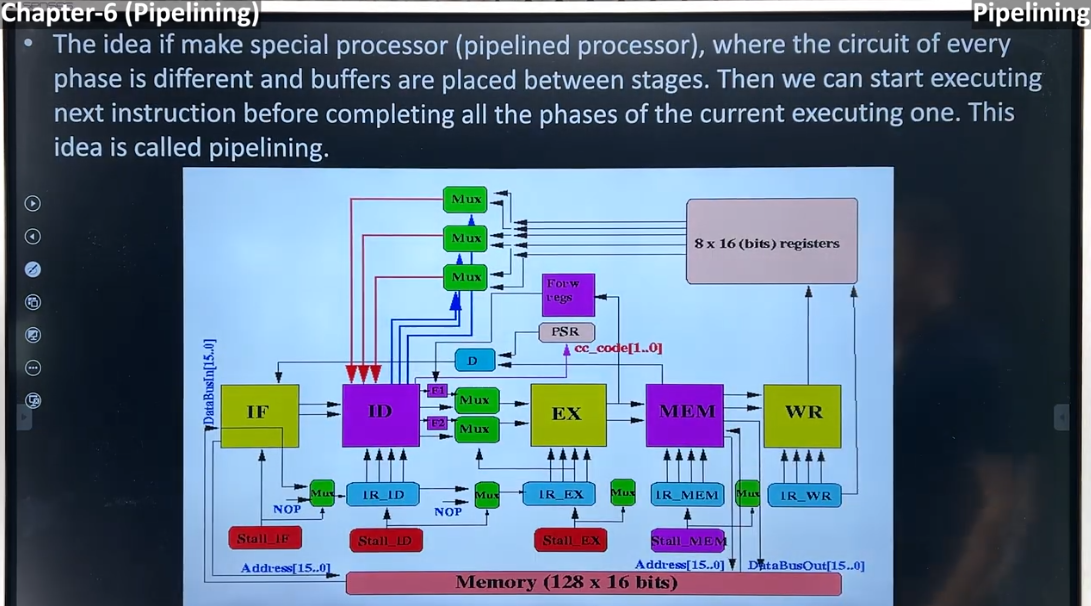 Chapter-6 (Pipelining)
Pipelining
• The idea if make special processor (pipelined processor), where the circuit of every
phase is different and buffers are placed between stages. Then we can start executing
next instruction before completing all the phases of the current executing one. This
idea is called pipelining.
Mux
Mux
8 x 16 (bits) registers
Mux
Forw
regs
PSR
cc_code[1..0]
DataBusIn[15..0]
D
IF
ID
F1
Mux
F2
Mux
EX
MEM
WR
Mux
IR_ID
Mux
IR_EX
Mux
IR_MEM
Mux
IR_WR
NOP
NOP
Stall_IF
Stall_ID
Stall_EX
Stall_MEM
Address[15..0]
Address[15..0]
DataBusOut[15..0]
Memory (128 x 16 bits)